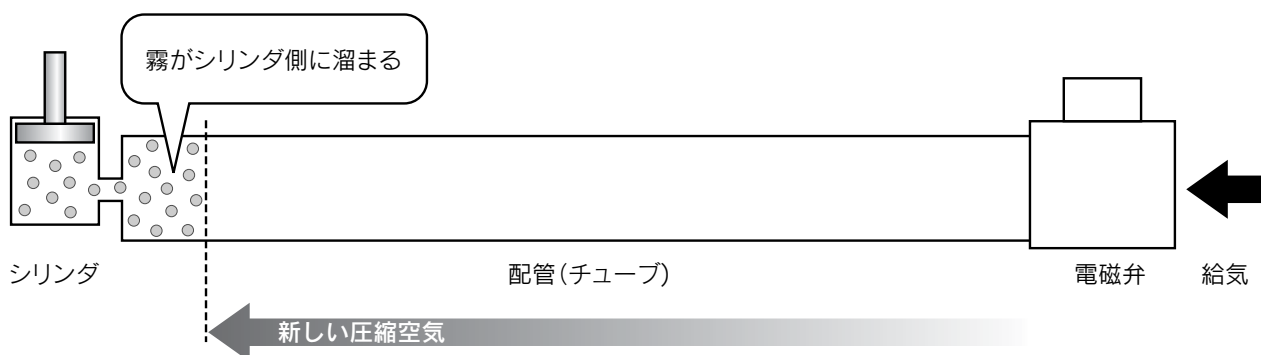 霧がシリンダ側に溜まる
シリンダ
配管(チューブ)
電磁弁
給気
新しい圧縮空気